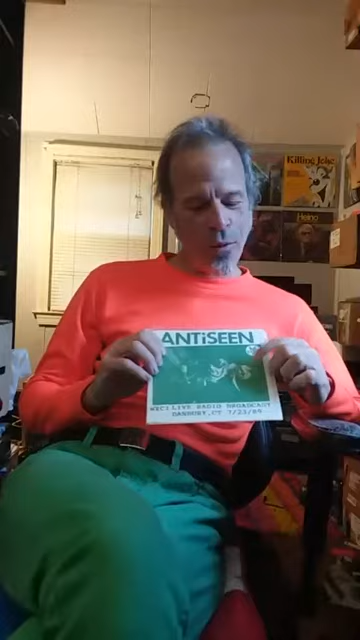 Killing Joke
Heino
ANTiSEEN
WXCI LIVE RADIO BROADCAST
DANBURY, CT 7/23/89